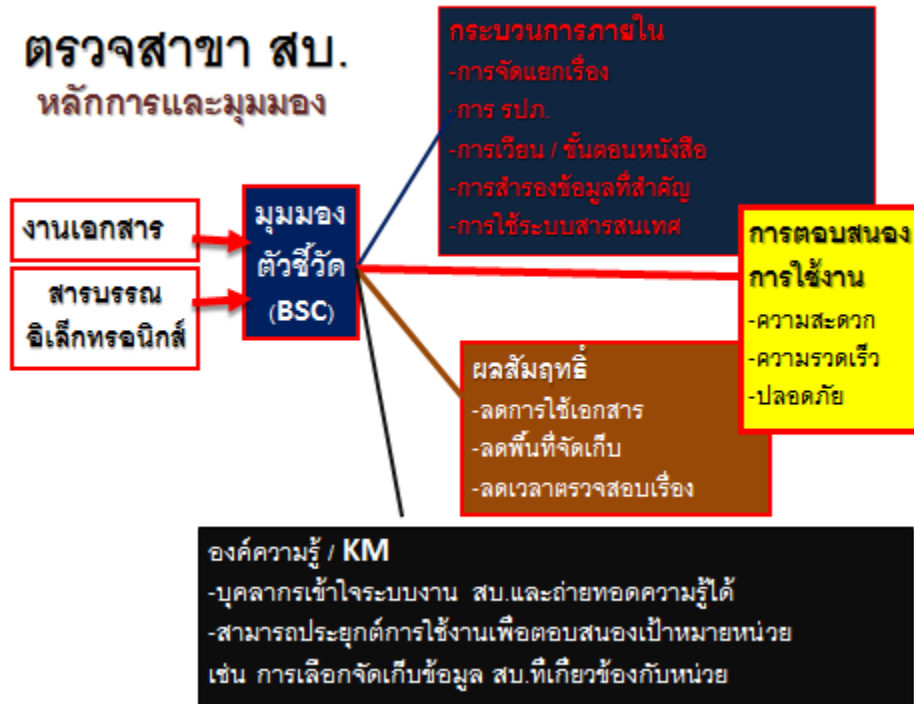 ตรวจสาขา สบ.
หลักการและมุมมอง
กระบวนการภายใน
-การจัดแยกเรื่อง
-การ รปภ.
-การเวียน / ขั้นตอนหนังสือ
-การสำรองข้อมูลที่สำคัญ
-การใช้ระบบสารสนเทศ
งานเอกสาร
สารบรรณ
อิเล็กทรอนิกส์
มุมมอง
ตัวชี้วัด
(BSC)
การตอบสนอง
การใช้งาน
-ความสะดวก
-ความรวดเร็ว
-ปลอดภัย
ผลสัมฤทธิ์
-ลดการใช้เอกสาร
-ลดพื้นที่จัดเก็บ
-ลดเวลาตรวจสอบเรื่อง
องค์ความรู้ / KM
-บุคลากรเข้าใจระบบงาน สบ.และถ่ายทอดความรู้ได้
-สามารถประยุกต์การใช้งานเพื่อตอบสนองเป้าหมายหน่วย
เช่น การเลือกจัดเก็บข้อมูล สบ.ที่เกี่ยวข้องกับหน่วย